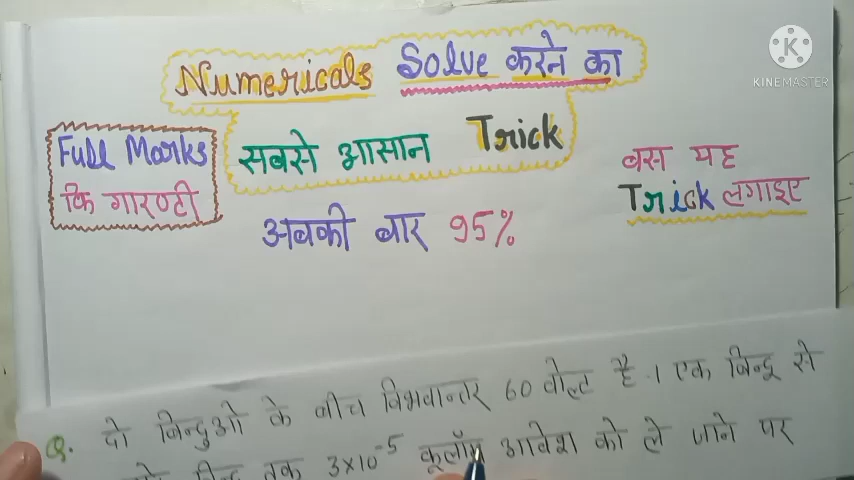 KINEMASTER
Numericals Solve करने का
सबसे आसान Trick
Full Marks
कि गारण्टी
बस यह
Trick लगाइए
अबकी बार 95%
Q. दो बिन्दुओ के बीच विभवान्तर 60 वोल्ट है। एक बिन्दू से
तक 3×10⁻⁵ कूलॉम आवेश को ले जाने पर